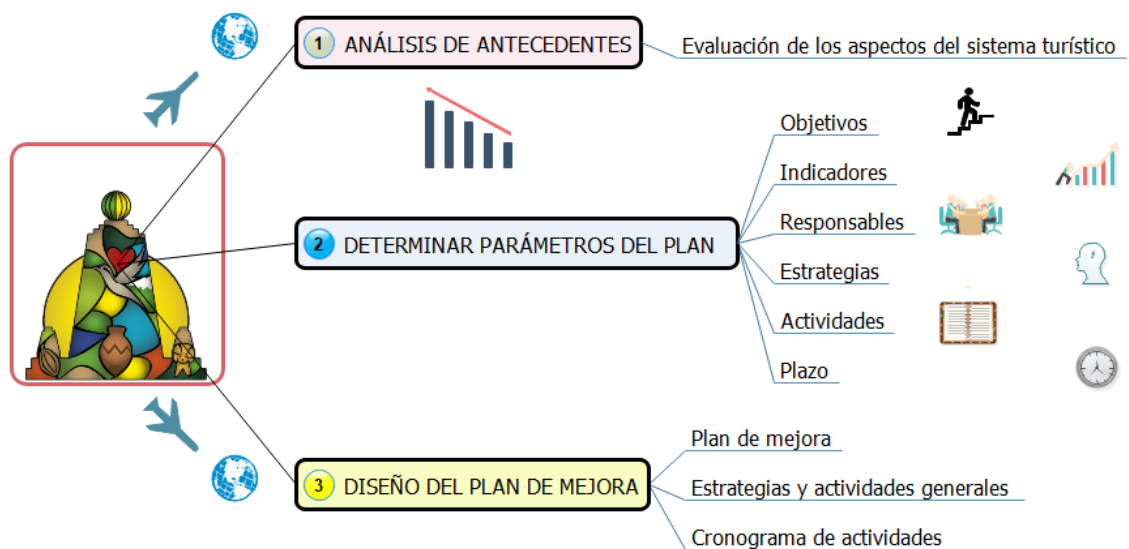 1 ANÁLISIS DE ANTECEDENTES
Evaluación de los aspectos del sistema turístico
2 DETERMINAR PARÁMETROS DEL PLAN
Objetivos
Indicadores
Responsables
Estrategias
Actividades
Plazo
3 DISEÑO DEL PLAN DE MEJORA
Plan de mejora
Estrategias y actividades generales
Cronograma de actividades